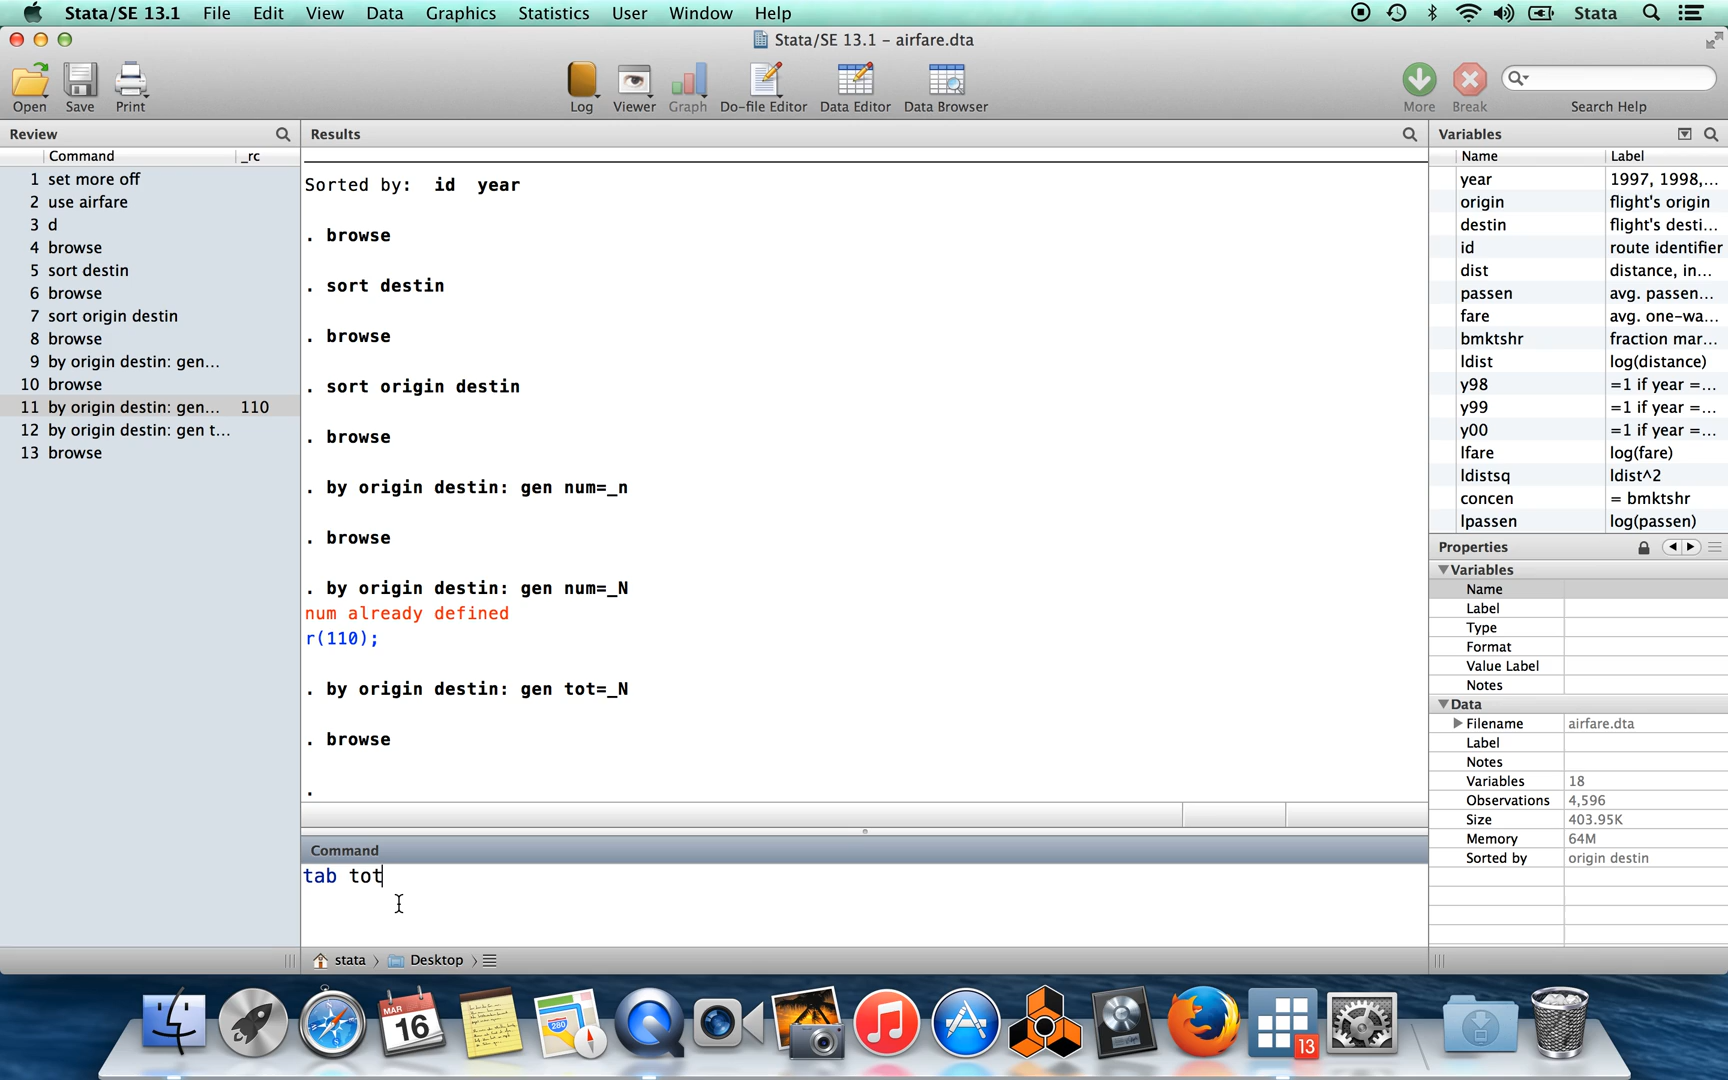 Stata/SE 13.1 File Edit View Data Graphics Statistics User Window Help Stata
Stata/SE 13.1 – airfare.dta
Open Save Print Log Viewer Graph Do-file Editor Data Editor Data Browser More Break Search Help
Review
Command _rc
1 set more off
2 use airfare
3 d
4 browse
5 sort destin
6 browse
7 sort origin destin
8 browse
9 by origin destin: gen...
10 browse
11 by origin destin: gen... 110
12 by origin destin: gen t...
13 browse
Results
Sorted by: id year
. browse
. sort destin
. browse
. sort origin destin
. browse
. by origin destin: gen num=_n
. browse
. by origin destin: gen num=_N
num already defined
r(110);
. by origin destin: gen tot=_N
. browse
.
Command
tab tot
stata Desktop
Variables
Name Label
year 1997, 1998,...
origin flight's origin
destin flight's desti...
id route identifier
dist distance, in...
passen avg. passen...
fare avg. one-wa...
bmktshr fraction mar...
ldist log(distance)
y98 =1 if year =...
y99 =1 if year =...
y00 =1 if year =...
lfare log(fare)
ldistsq ldist^2
concen = bmktshr
lpassen log(passen)
Properties
Variables
Name
Label
Type
Format
Value Label
Notes
Data
Filename airfare.dta
Label
Notes
Variables 18
Observations 4,596
Size 403.95K
Memory 64M
Sorted by origin destin
MAR
16
280
13